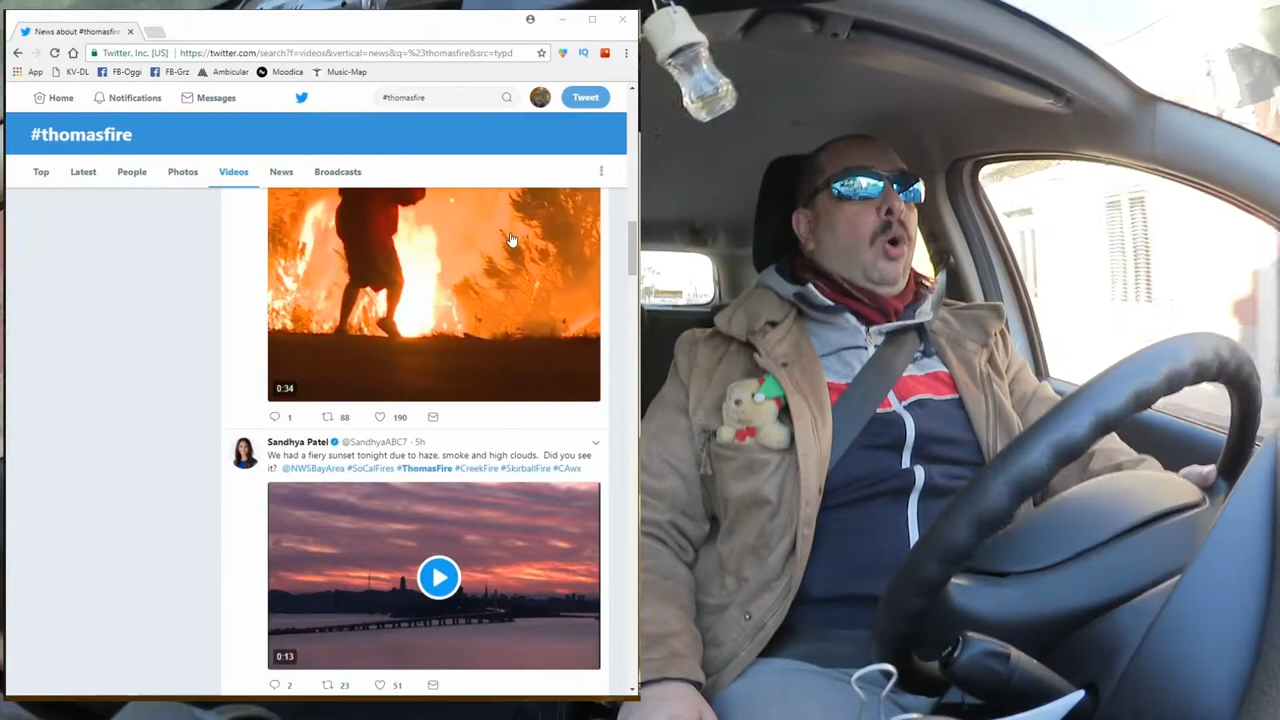 News about #thomasfire
Twitter, Inc. [US]
https://twitter.com/search?f=videos&vertical=news&q=%23thomasfire&src=typd
IQ
App
KV-DL
FB-Oggi
FB-Grz
Ambicular
Moodica
Music-Map
Home
Notifications
Messages
#thomasfire
Tweet
#thomasfire
Top
Latest
People
Photos
Videos
News
Broadcasts
0:34
1
88
190
Sandhya Patel @SandhyaABC7 · 5h
We had a fiery sunset tonight due to haze, smoke and high clouds. Did you see
it? @NWSBayArea #SoCalFires #ThomasFire #CreekFire #SkirballFire #CAwx
0:13
2
23
51